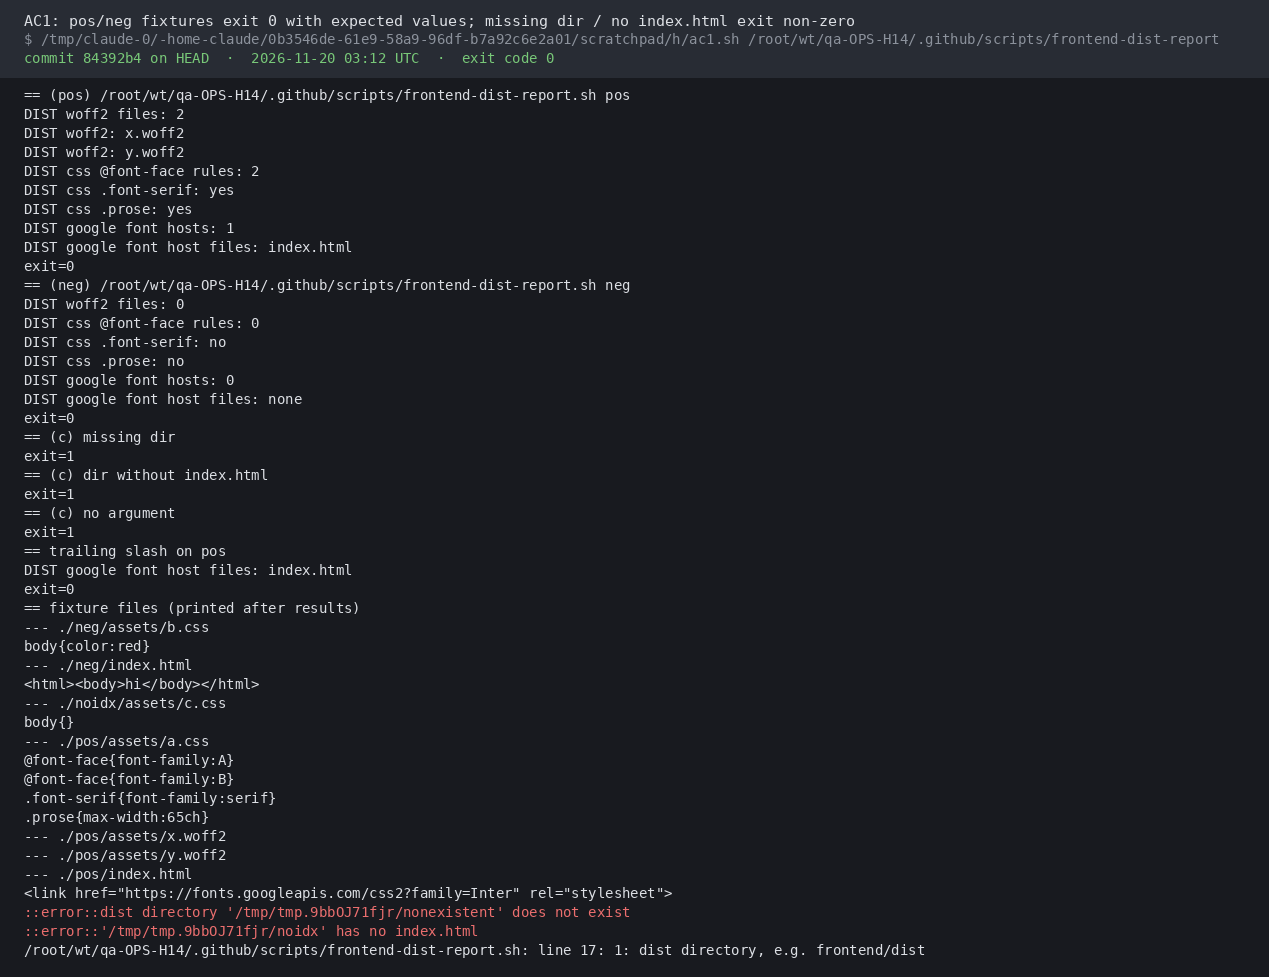 AC1: pos/neg fixtures exit 0 with expected values; missing dir / no index.html exit non-zero
$ /tmp/claude-0/-home-claude/0b3546de-61e9-58a9-96df-b7a92c6e2a01/scratchpad/h/ac1.sh /root/wt/qa-OPS-H14/.github/scripts/frontend-dist-report
commit 84392b4 on HEAD · 2026-11-20 03:12 UTC · exit code 0
== (pos) /root/wt/qa-OPS-H14/.github/scripts/frontend-dist-report.sh pos
DIST woff2 files: 2
DIST woff2: x.woff2
DIST woff2: y.woff2
DIST css @font-face rules: 2
DIST css .font-serif: yes
DIST css .prose: yes
DIST google font hosts: 1
DIST google font host files: index.html
exit=0
== (neg) /root/wt/qa-OPS-H14/.github/scripts/frontend-dist-report.sh neg
DIST woff2 files: 0
DIST css @font-face rules: 0
DIST css .font-serif: no
DIST css .prose: no
DIST google font hosts: 0
DIST google font host files: none
exit=0
== (c) missing dir
exit=1
== (c) dir without index.html
exit=1
== (c) no argument
exit=1
== trailing slash on pos
DIST google font host files: index.html
exit=0
== fixture files (printed after results)
--- ./neg/assets/b.css
body{color:red}
--- ./neg/index.html
<html><body>hi</body></html>
--- ./noidx/assets/c.css
body{}
--- ./pos/assets/a.css
@font-face{font-family:A}
@font-face{font-family:B}
.font-serif{font-family:serif}
.prose{max-width:65ch}
--- ./pos/assets/x.woff2
--- ./pos/assets/y.woff2
--- ./pos/index.html
<link href="https://fonts.googleapis.com/css2?family=Inter" rel="stylesheet">
::error::dist directory '/tmp/tmp.9bbOJ71fjr/nonexistent' does not exist
::error::'/tmp/tmp.9bbOJ71fjr/noidx' has no index.html
/root/wt/qa-OPS-H14/.github/scripts/frontend-dist-report.sh: line 17: 1: dist directory, e.g. frontend/dist